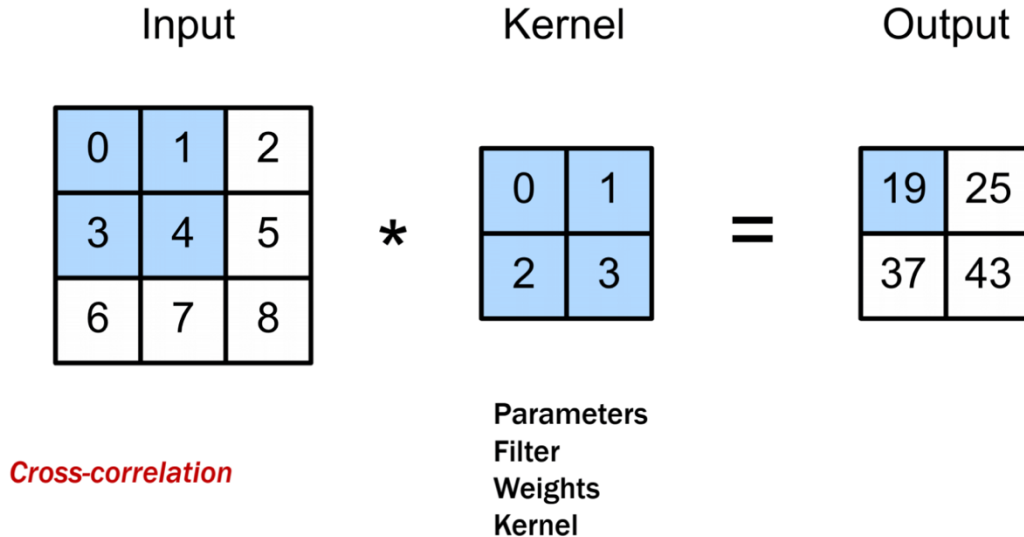 Input Kernel Output
0 1 2
3 4 5
6 7 8
*
0 1
2 3
=
19 25
37 43
Parameters
Filter
Weights
Kernel
Cross-correlation